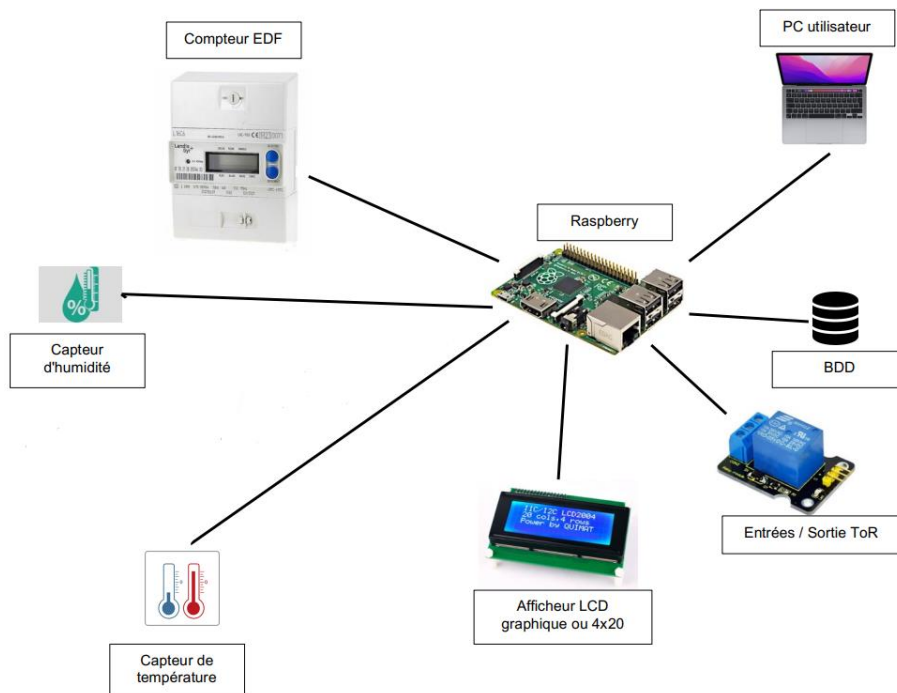 Compteur EDF
PC utilisateur
Raspberry
%
Capteur
d'humidité
BDD
IIC/I2C LCD2004
20 cols,4 rows
Power by QUIMAT
Entrées / Sortie ToR
Afficheur LCD
graphique ou 4x20
Capteur de
température